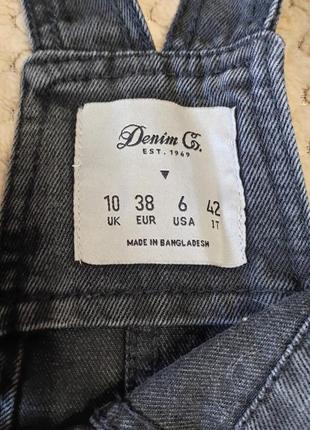 Denim Co.
EST. 1969
10 38 6 42
UK EUR USA IT
MADE IN BANGLADESH